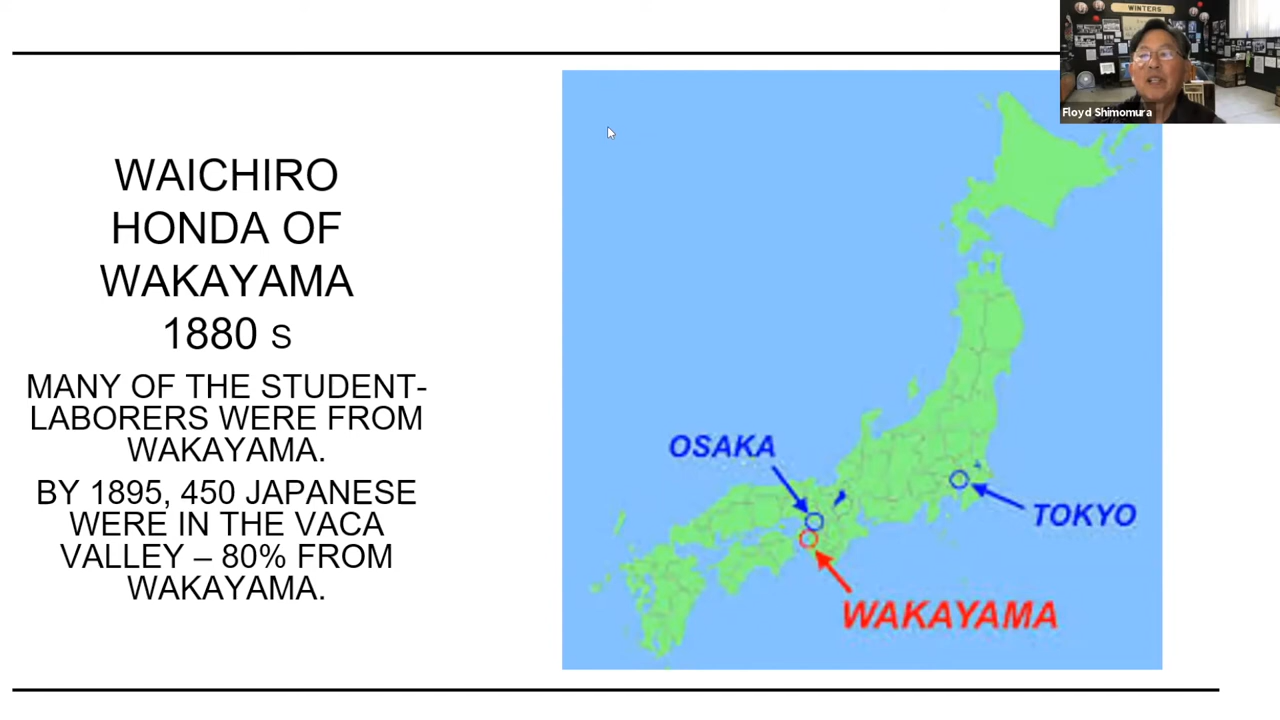 WINTERS
Floyd Shimomura
WAICHIRO
HONDA OF
WAKAYAMA
1880 S
MANY OF THE STUDENT-
LABORERS WERE FROM
WAKAYAMA.
BY 1895, 450 JAPANESE
WERE IN THE VACA
VALLEY – 80% FROM
WAKAYAMA.
OSAKA
TOKYO
WAKAYAMA